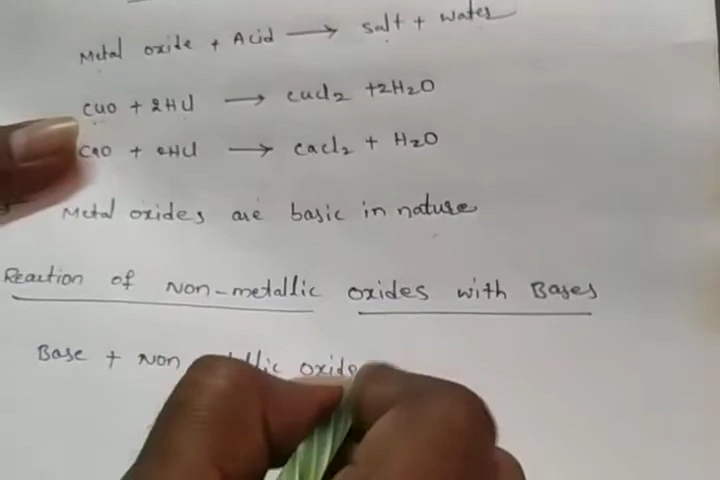 Metal oxide + Acid → salt + water
CuO + 2HCl → CuCl2 + 2H2O
CaO + 2HCl → CaCl2 + H2O
Metal oxides are basic in nature
Reaction of Non-metallic oxides with Bases
Base + Non oxide